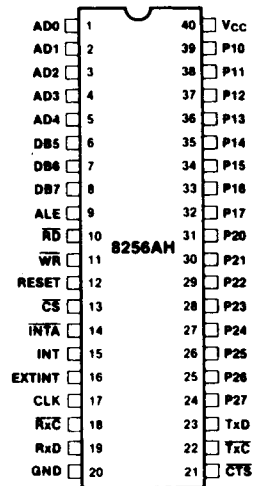 AD0 1 40 VCC
AD1 2 39 P10
AD2 3 38 P11
AD3 4 37 P12
AD4 5 36 P13
DB5 6 35 P14
DB6 7 34 P15
DB7 8 33 P16
ALE 9 32 P17
RD 10 31 P20
8256AH
WR 11 30 P21
RESET 12 29 P22
CS 13 28 P23
INTA 14 27 P24
INT 15 26 P25
EXTINT 16 25 P26
CLK 17 24 P27
RxC 18 23 TxD
RxD 19 22 TxC
GND 20 21 CTS